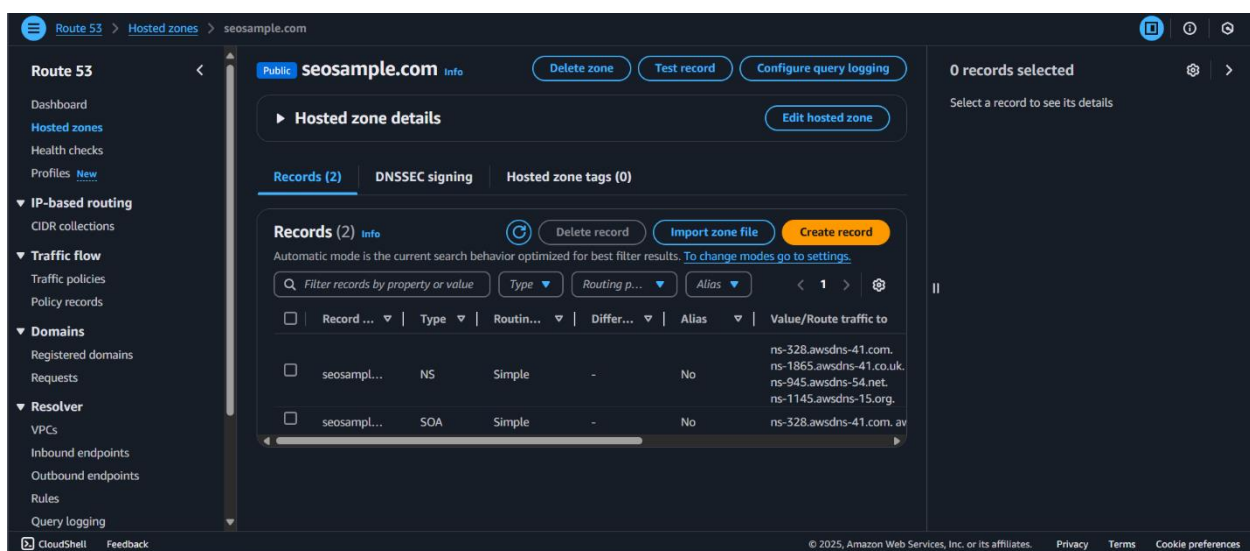 Route 53 > Hosted zones > seosample.com
Route 53
Dashboard
Hosted zones
Health checks
Profiles New
IP-based routing
CIDR collections
Traffic flow
Traffic policies
Policy records
Domains
Registered domains
Requests
Resolver
VPCs
Inbound endpoints
Outbound endpoints
Rules
Query logging
Public seosample.com Info
Delete zone
Test record
Configure query logging
Hosted zone details
Edit hosted zone
Records (2)
DNSSEC signing
Hosted zone tags (0)
Records (2) Info
Delete record
Import zone file
Create record
Automatic mode is the current search behavior optimized for best filter results. To change modes go to settings.
Filter records by property or value
Type
Routing p...
Alias
< 1 >
Record ... | Type | Routin... | Differ... | Alias | Value/Route traffic to
seosampl... NS Simple - No
ns-328.awsdns-41.com.
ns-1865.awsdns-41.co.uk.
ns-945.awsdns-54.net.
ns-1145.awsdns-15.org.
seosampl... SOA Simple - No ns-328.awsdns-41.com. aw
0 records selected
Select a record to see its details
CloudShell Feedback
© 2025, Amazon Web Services, Inc. or its affiliates. Privacy Terms Cookie preferences